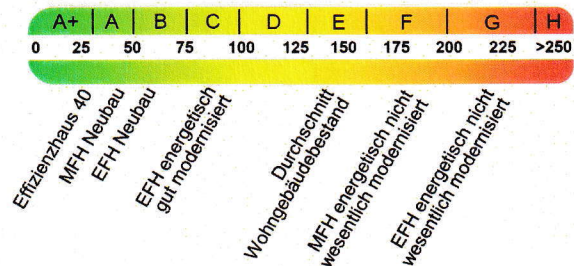 A+ A B C D E F G H
0 25 50 75 100 125 150 175 200 225 >250
Effizienzhaus 40
MFH Neubau
EFH Neubau
EFH energetisch
gut modernisiert
Durchschnitt
Wohngebäudebestand
MFH energetisch nicht
wesentlich modernisiert
EFH energetisch nicht
wesentlich modernisiert